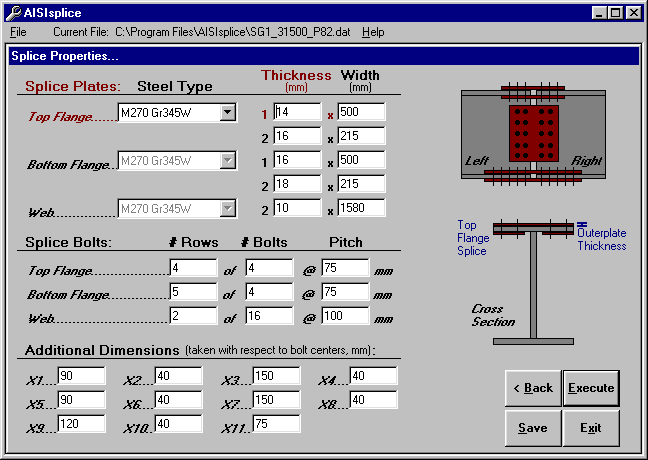 AISIsplice
File Current File: C:\Program Files\AISIsplice\SG1_31500_P82.dat Help
Splice Properties...
Splice Plates: Steel Type Thickness (mm) Width (mm)
Top Flange M270 Gr345W 1 14 x 500
2 16 x 215
Bottom Flange M270 Gr345W 1 16 x 500
2 18 x 215
Web M270 Gr345W 2 10 x 1580
Splice Bolts: # Rows # Bolts Pitch
Top Flange 4 of 4 @ 75 mm
Bottom Flange 5 of 4 @ 75 mm
Web 2 of 16 @ 100 mm
Additional Dimensions (taken with respect to bolt centers, mm):
X1 90 X2 40 X3 150 X4 40
X5 90 X6 40 X7 150 X8 40
X9 120 X10 40 X11 75
Left Right
Top Flange Splice
Outerplate Thickness
Cross Section
< Back Execute
Save Exit